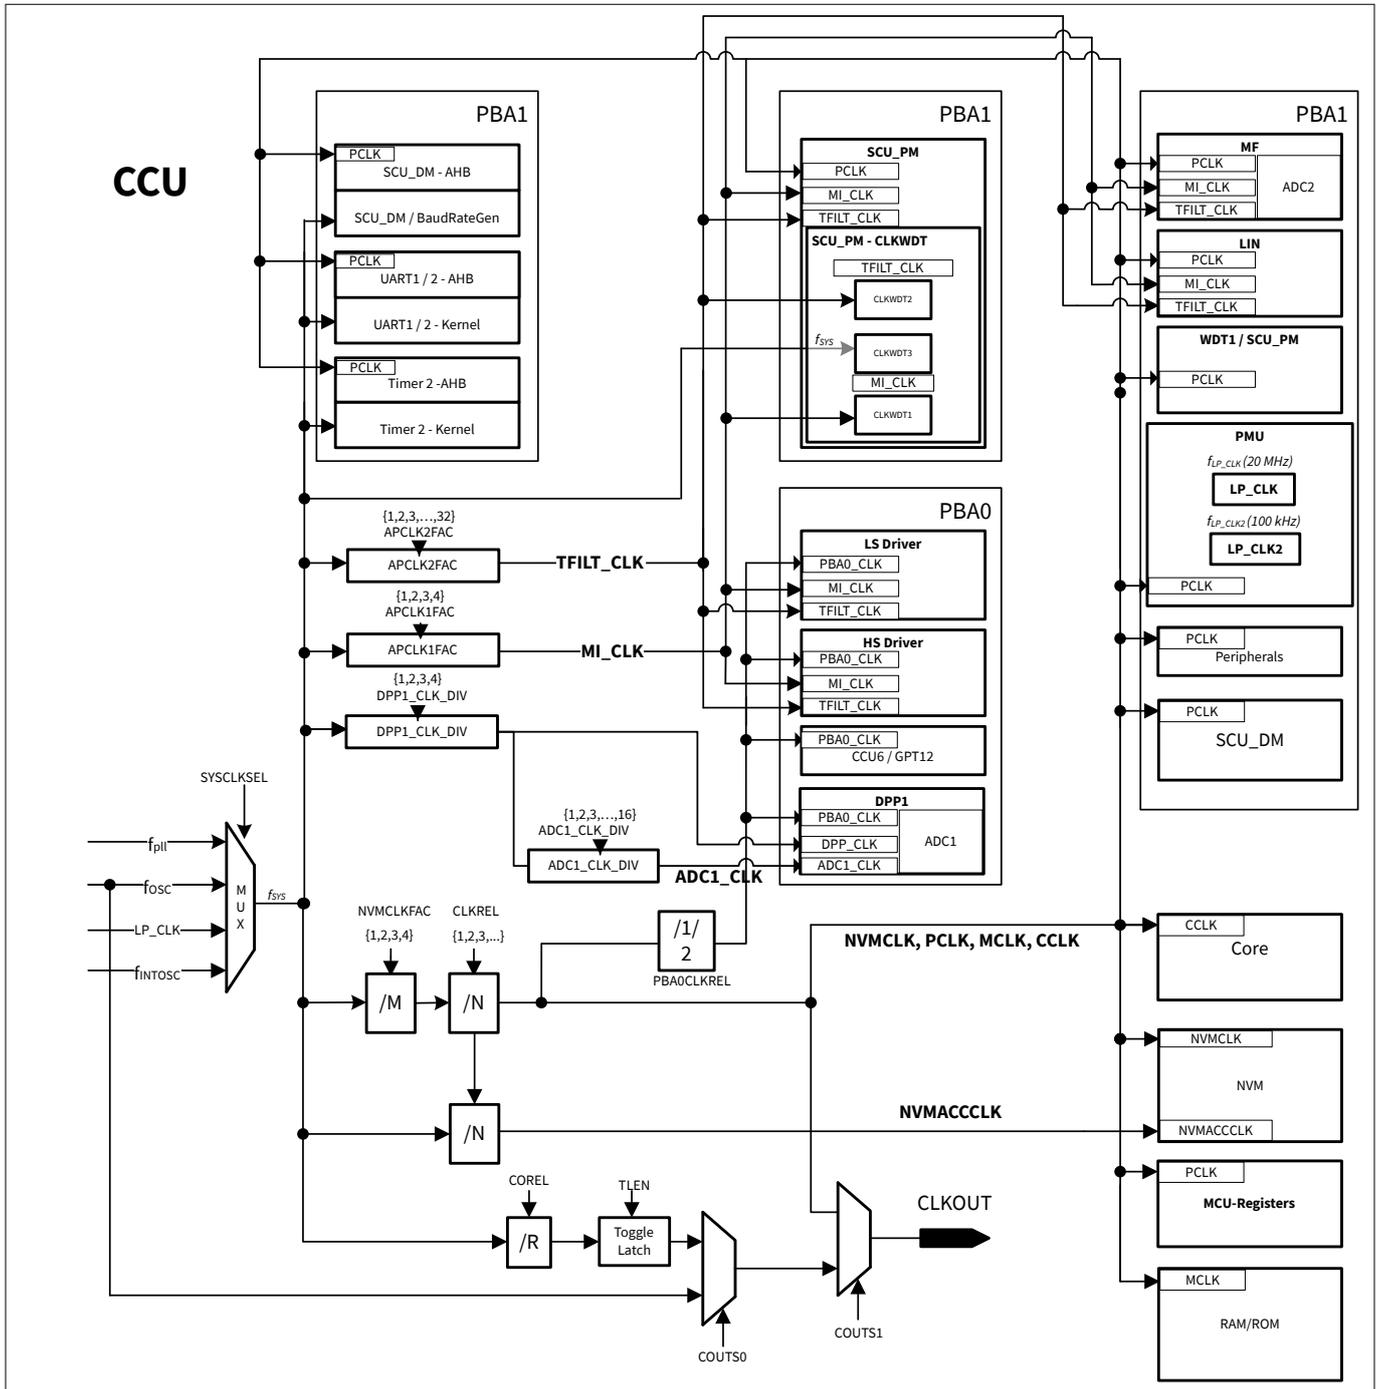 CCU
PBA1
PCLK
SCU_DM - AHB
SCU_DM / BaudRateGen
PCLK
UART1 / 2 - AHB
UART1 / 2 - Kernel
PCLK
Timer 2 -AHB
Timer 2 - Kernel
PBA1
SCU_PM
PCLK
MI_CLK
TFILT_CLK
SCU_PM - CLKWDT
TFILT_CLK
CLKWDT2
fSYS
CLKWDT3
MI_CLK
CLKWDT1
PBA1
MF
PCLK
MI_CLK
TFILT_CLK
ADC2
LIN
PCLK
MI_CLK
TFILT_CLK
WDT1 / SCU_PM
PCLK
PMU
fLP_CLK (20 MHz)
LP_CLK
fLP_CLK2 (100 kHz)
LP_CLK2
PCLK
PCLK
Peripherals
PCLK
SCU_DM
{1,2,3,...,32}
APCLK2FAC
APCLK2FAC
TFILT_CLK
{1,2,3,4}
APCLK1FAC
APCLK1FAC
MI_CLK
{1,2,3,4}
DPP1_CLK_DIV
DPP1_CLK_DIV
PBA0
LS Driver
PBA0_CLK
MI_CLK
TFILT_CLK
HS Driver
PBA0_CLK
MI_CLK
TFILT_CLK
PBA0_CLK
CCU6 / GPT12
DPP1
PBA0_CLK
DPP_CLK
ADC1_CLK
ADC1
{1,2,3,...,16}
ADC1_CLK_DIV
ADC1_CLK_DIV
ADC1_CLK
SYSCLKSEL
fpll
fOSC
LP_CLK
fINTOSC
M
U
X
fSYS
NVMCLKFAC
{1,2,3,4}
/M
CLKREL
{1,2,3,...}
/N
/1/
2
PBA0CLKREL
NVMCLK, PCLK, MCLK, CCLK
/N
NVMACCCLK
COREL
/R
TLEN
Toggle
Latch
COUTS0
COUTS1
CLKOUT
CCLK
Core
NVMCLK
NVM
NVMACCCLK
PCLK
MCU-Registers
MCLK
RAM/ROM